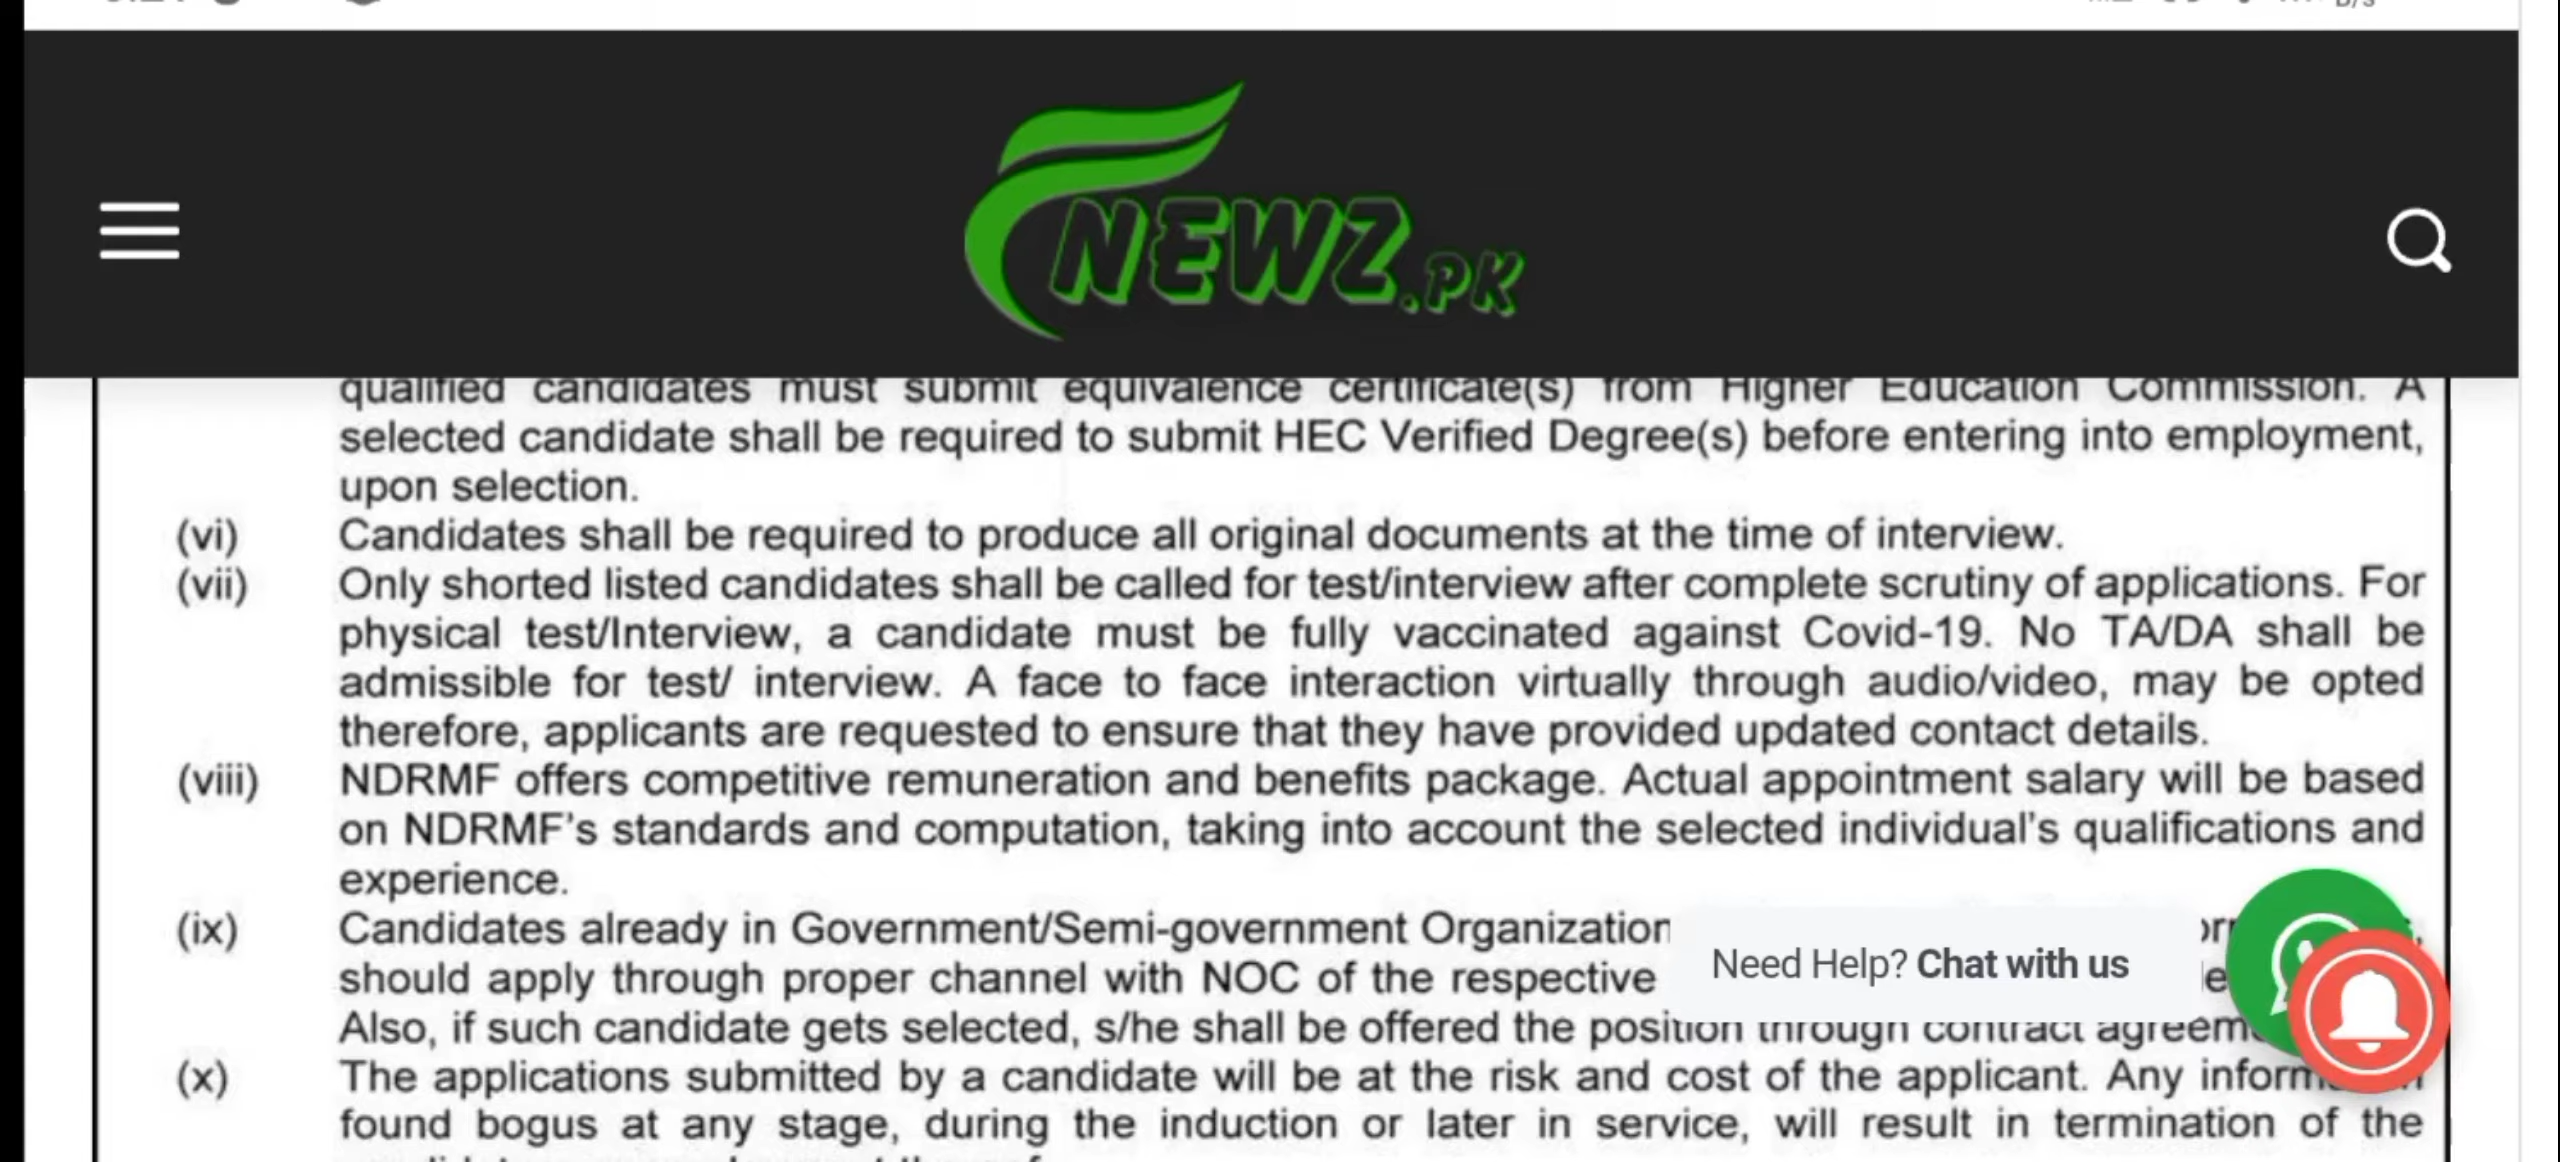 B/s
NEWZ.PK
qualified candidates must submit equivalence certificate(s) from Higher Education Commission. A
selected candidate shall be required to submit HEC Verified Degree(s) before entering into employment,
upon selection.
(vi) Candidates shall be required to produce all original documents at the time of interview.
(vii) Only shorted listed candidates shall be called for test/interview after complete scrutiny of applications. For
physical test/Interview, a candidate must be fully vaccinated against Covid-19. No TA/DA shall be
admissible for test/ interview. A face to face interaction virtually through audio/video, may be opted
therefore, applicants are requested to ensure that they have provided updated contact details.
(viii) NDRMF offers competitive remuneration and benefits package. Actual appointment salary will be based
on NDRMF's standards and computation, taking into account the selected individual's qualifications and
experience.
(ix) Candidates already in Government/Semi-government
should apply through proper channel with NOC of the respective
Need Help? Chat with us
Also, if such candidate gets selected, s/he shall be offered the position through contract
(x) The applications submitted by a candidate will be at the risk and cost of the applicant. Any
found bogus at any stage, during the induction or later in service, will result in termination of the